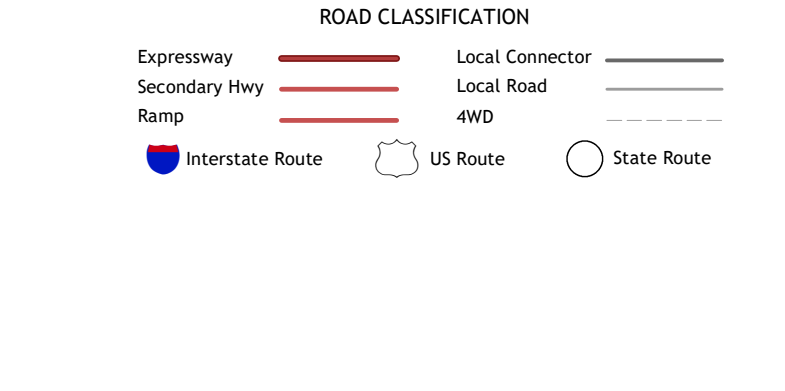 ROAD CLASSIFICATION
Expressway
Secondary Hwy
Ramp
Local Connector
Local Road
4WD
Interstate Route
US Route
State Route